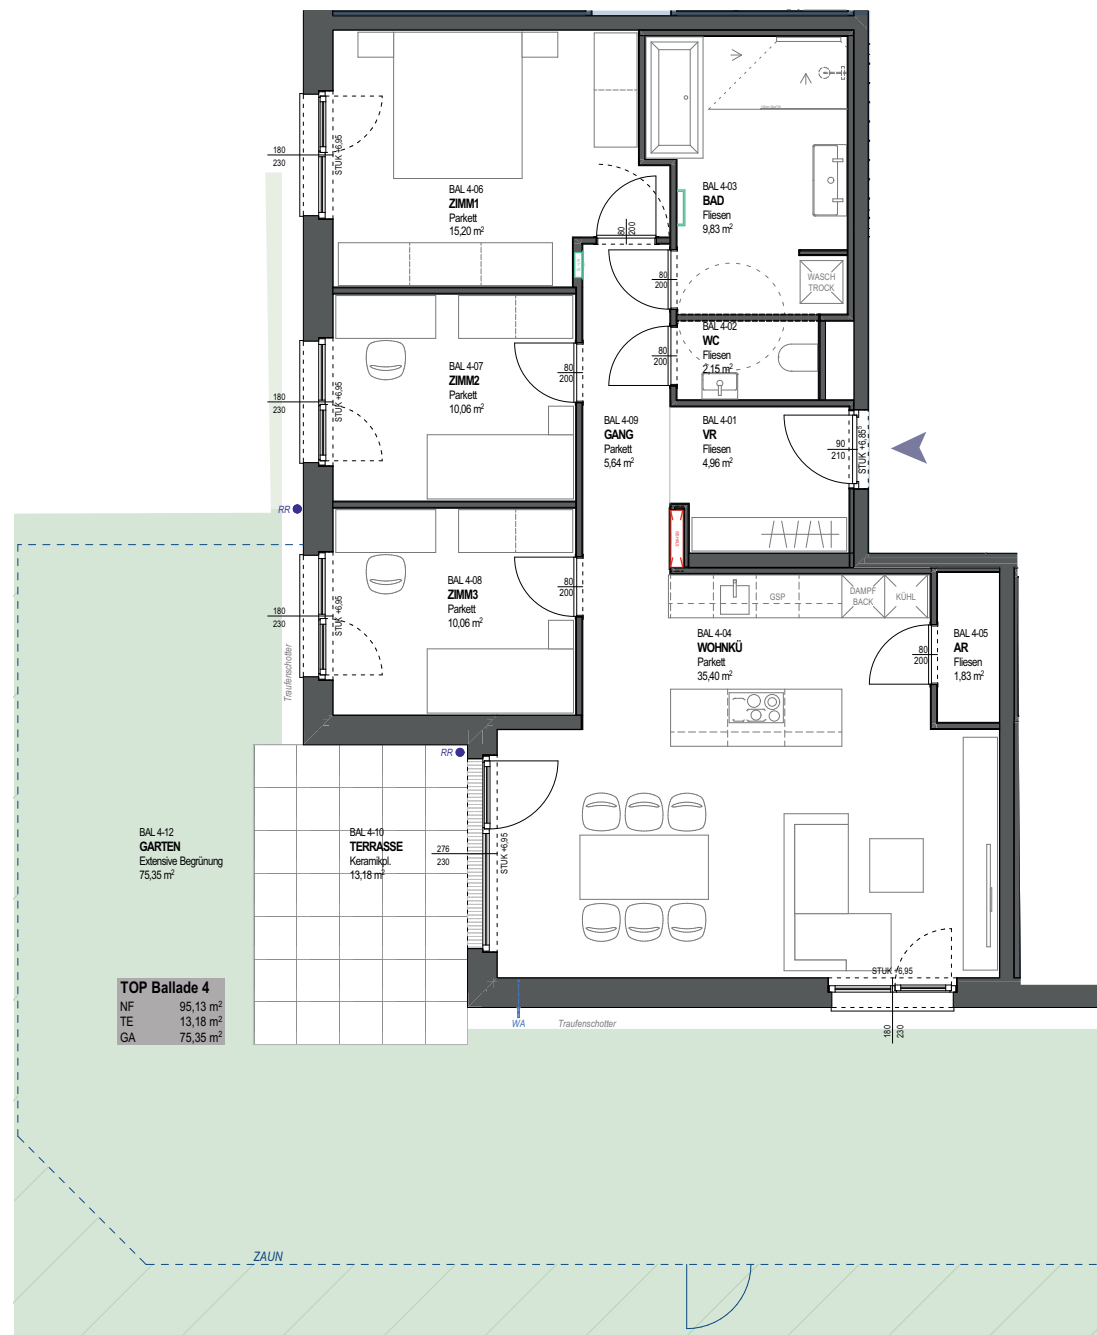 180
230
STUK +6,95
BAL 4-06
ZIMM1
Parkett
15,20 m²
80
200
BAL 4-03
BAD
Fliesen
9,83 m²
WASCH
TROCK
80
200
BAL 4-02
WC
Fliesen
2,15 m²
80
200
180
230
STUK +6,95
BAL 4-07
ZIMM2
Parkett
10,06 m²
80
200
BAL 4-09
GANG
Parkett
5,64 m²
BAL 4-01
VR
Fliesen
4,96 m²
90
210
STUK +6,85⁵
RR
180
230
STUK +6,95
BAL 4-08
ZIMM3
Parkett
10,06 m²
80
200
Traufenschotter
GSP
DAMPF
BACK
KÜHL
BAL 4-04
WOHNKÜ
Parkett
35,40 m²
80
200
BAL 4-05
AR
Fliesen
1,83 m²
RR
BAL 4-12
GARTEN
Extensive Begrünung
75,35 m²
BAL 4-10
TERRASSE
Keramikpl.
13,18 m²
276
230
STUK +6,95
STUK +6,95
180
230
TOP Ballade 4
NF 95,13 m²
TE 13,18 m²
GA 75,35 m²
WA
Traufenschotter
ZAUN